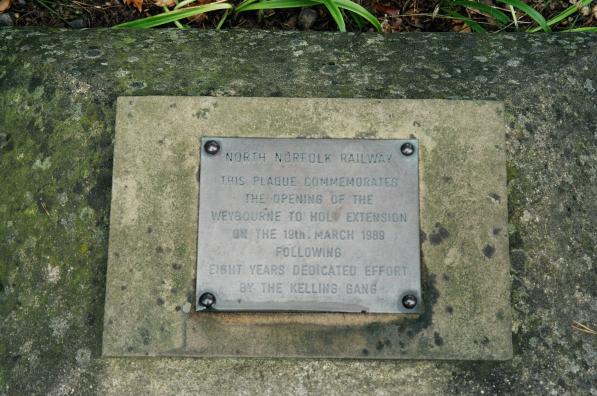 NORTH NORFOLK RAILWAY
THIS PLAQUE COMMEMORATES
THE OPENING OF THE
WEYBOURNE TO HOLT EXTENSION
ON THE 19th. MARCH 1989
FOLLOWING
EIGHT YEARS DEDICATED EFFORT
BY THE KELLING GANG